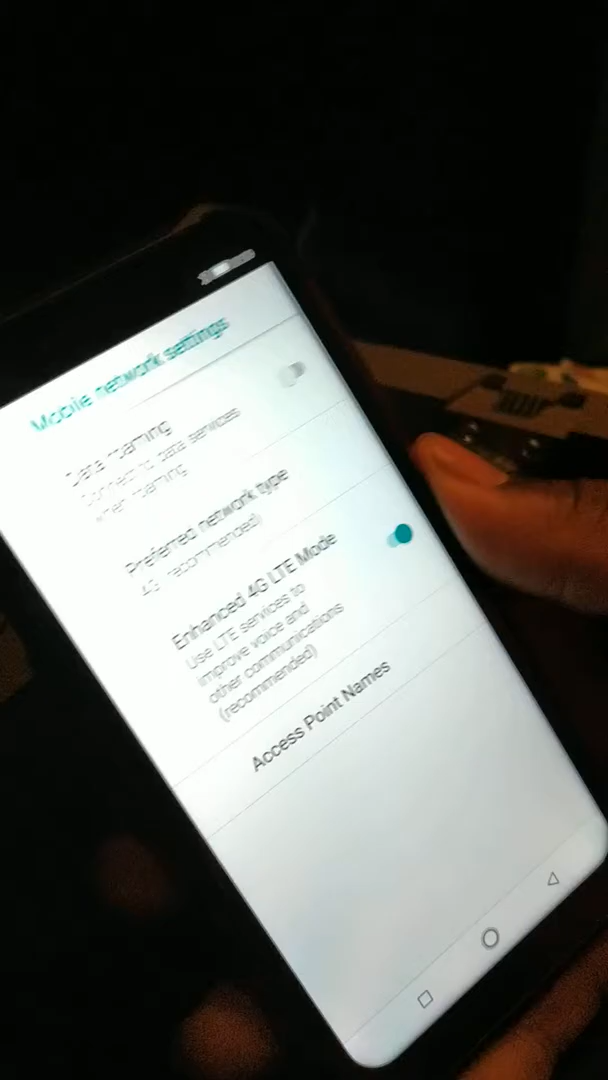 Mobile network settings
Data roaming
Connect to data services
when roaming
Preferred network type
4G (recommended)
Enhanced 4G LTE Mode
Use LTE services to
improve voice and
other communications
(recommended)
Access Point Names